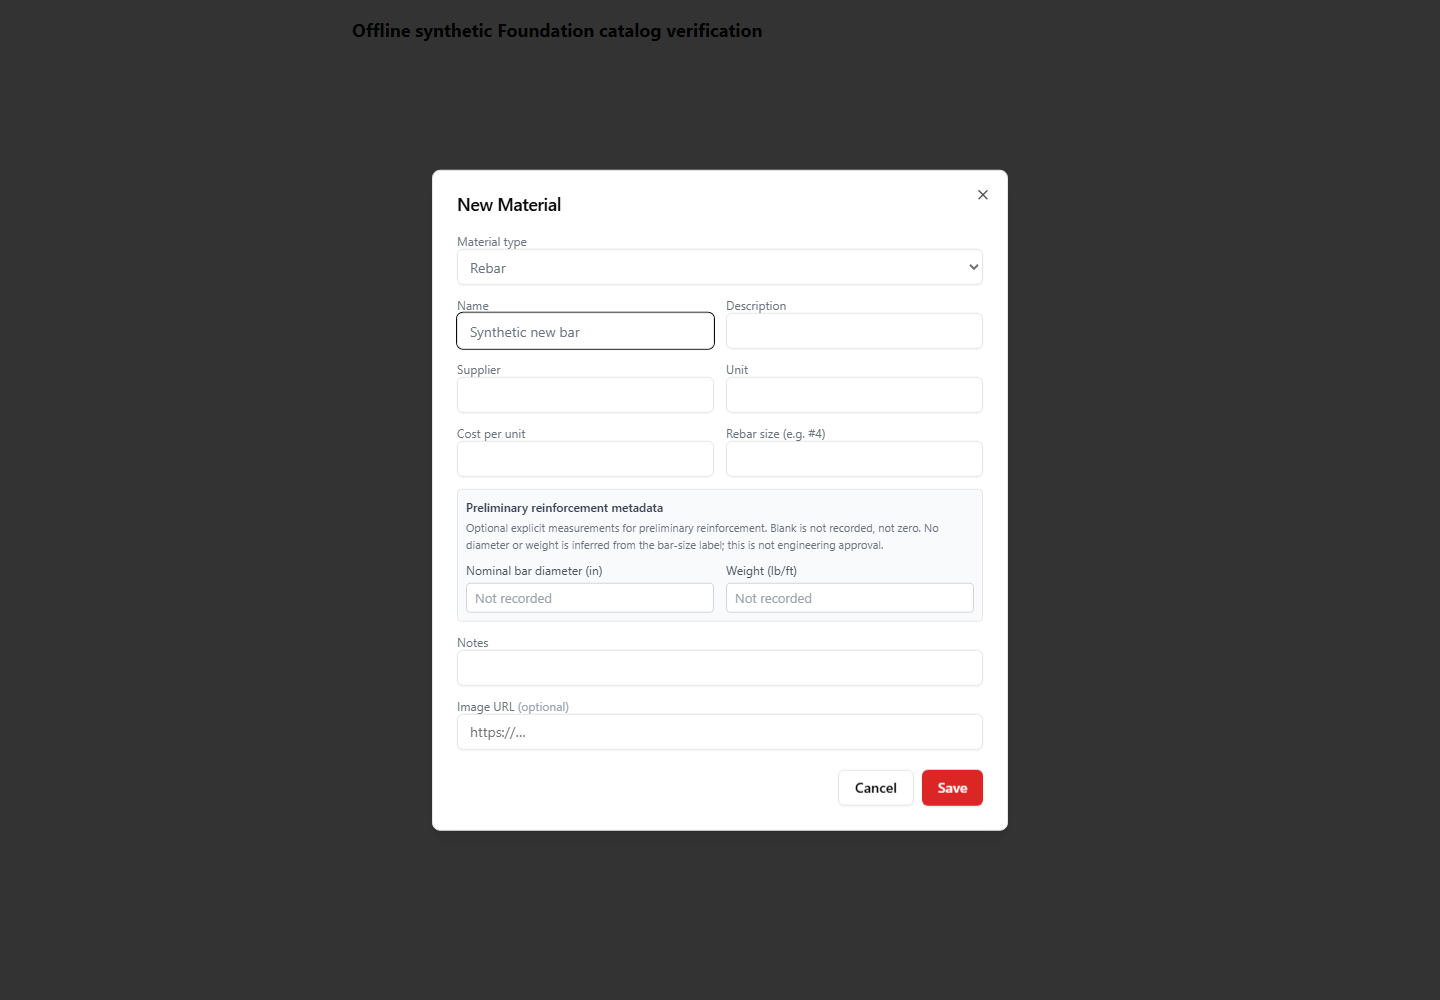 Offline synthetic Foundation catalog verification
New Material
Material type
Rebar
Name
Description
Synthetic new bar
Supplier
Unit
Cost per unit
Rebar size (e.g. #4)
Preliminary reinforcement metadata
Optional explicit measurements for preliminary reinforcement. Blank is not recorded, not zero. No
diameter or weight is inferred from the bar-size label; this is not engineering approval.
Nominal bar diameter (in)
Weight (lb/ft)
Not recorded
Not recorded
Notes
Image URL (optional)
https://...
Cancel
Save